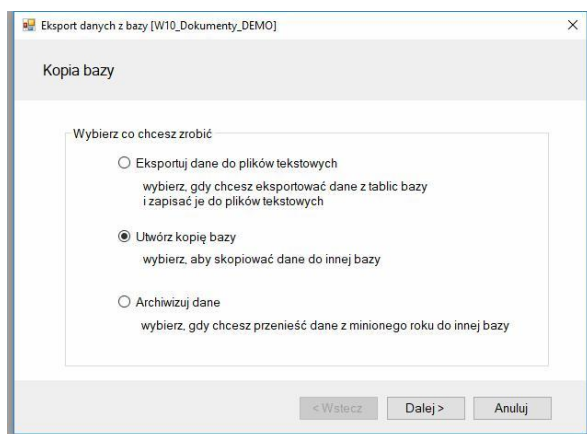 Eksport danych z bazy [W10_Dokumenty_DEMO]
Kopia bazy
Wybierz co chcesz zrobić
Eksportuj dane do plików tekstowych
wybierz, gdy chcesz eksportować dane z tablic bazy
i zapisać je do plików tekstowych
Utwórz kopię bazy
wybierz, aby skopiować dane do innej bazy
Archiwizuj dane
wybierz, gdy chcesz przenieść dane z minionego roku do innej bazy
< Wstecz Dalej > Anuluj